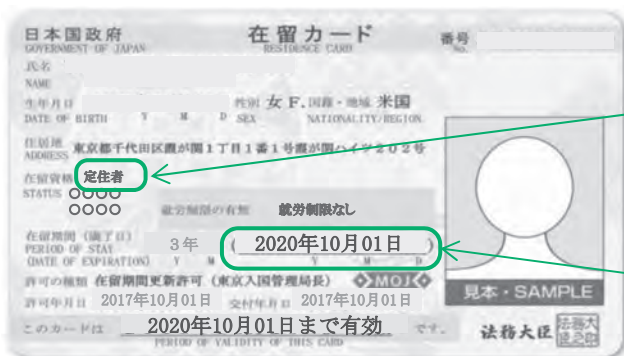 日本国政府 在留カード 番号
GOVERNMENT OF JAPAN RESIDENCE CARD No.
氏名
NAME
生年月日 性別 女 F. 国籍・地域 米国
DATE OF BIRTH Y M D SEX NATIONALITY/REGION
住居地 東京都千代田区霞が関1丁目1番1号霞が関ハイツ202号
ADDRESS
在留資格 定住者
STATUS ○○○○
○○○○ 就労制限の有無 就労制限なし
在留期間(満了日) 3年 ( 2020年10月01日 )
PERIOD OF STAY
(DATE OF EXPIRATION) Y M Y M D
許可の種類 在留期間更新許可 (東京入国管理局長) MOJ
許可年月日 2017年10月01日 交付年月日 2017年10月01日
見本・SAMPLE
このカードは 2020年10月01日まで有効 です。 法務大臣
PERIOD OF VALIDITY OF THIS CARD